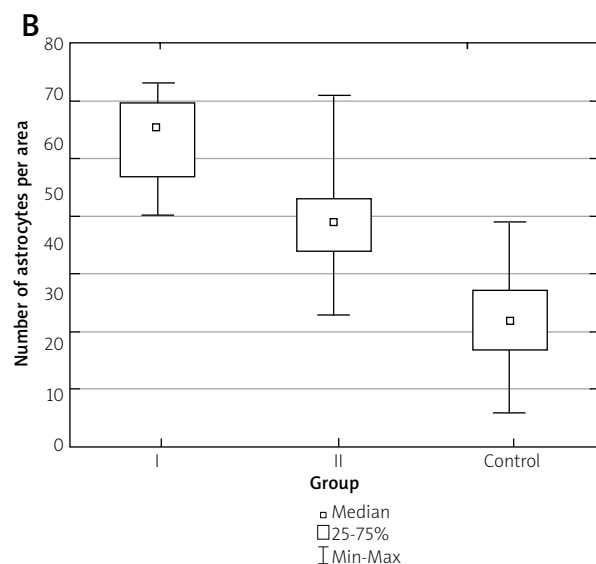 B
Number of astrocytes per area
80
70
60
50
40
30
20
10
0
I II Control
Group
Median
25-75%
Min-Max